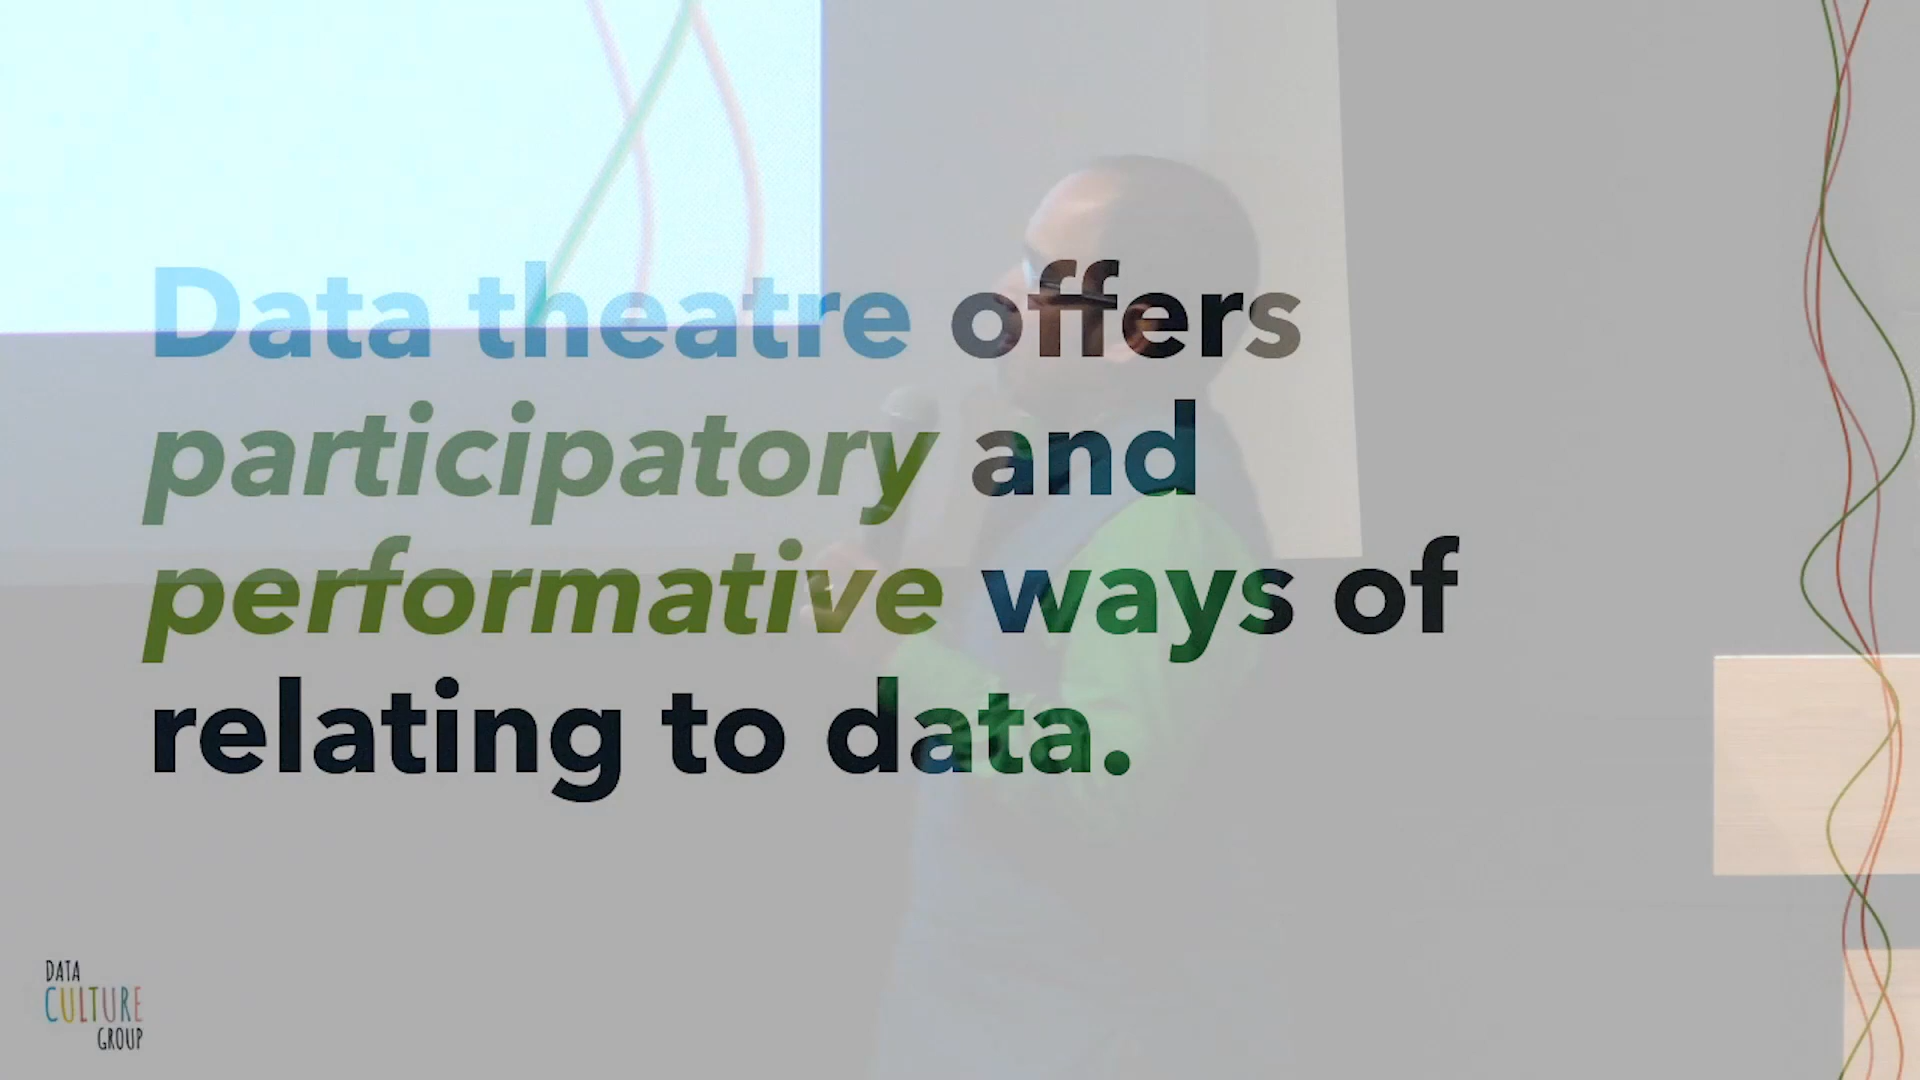 Data theatre offers
participatory and
performative ways of
relating to data.
DATA
CULTURE
GROUP